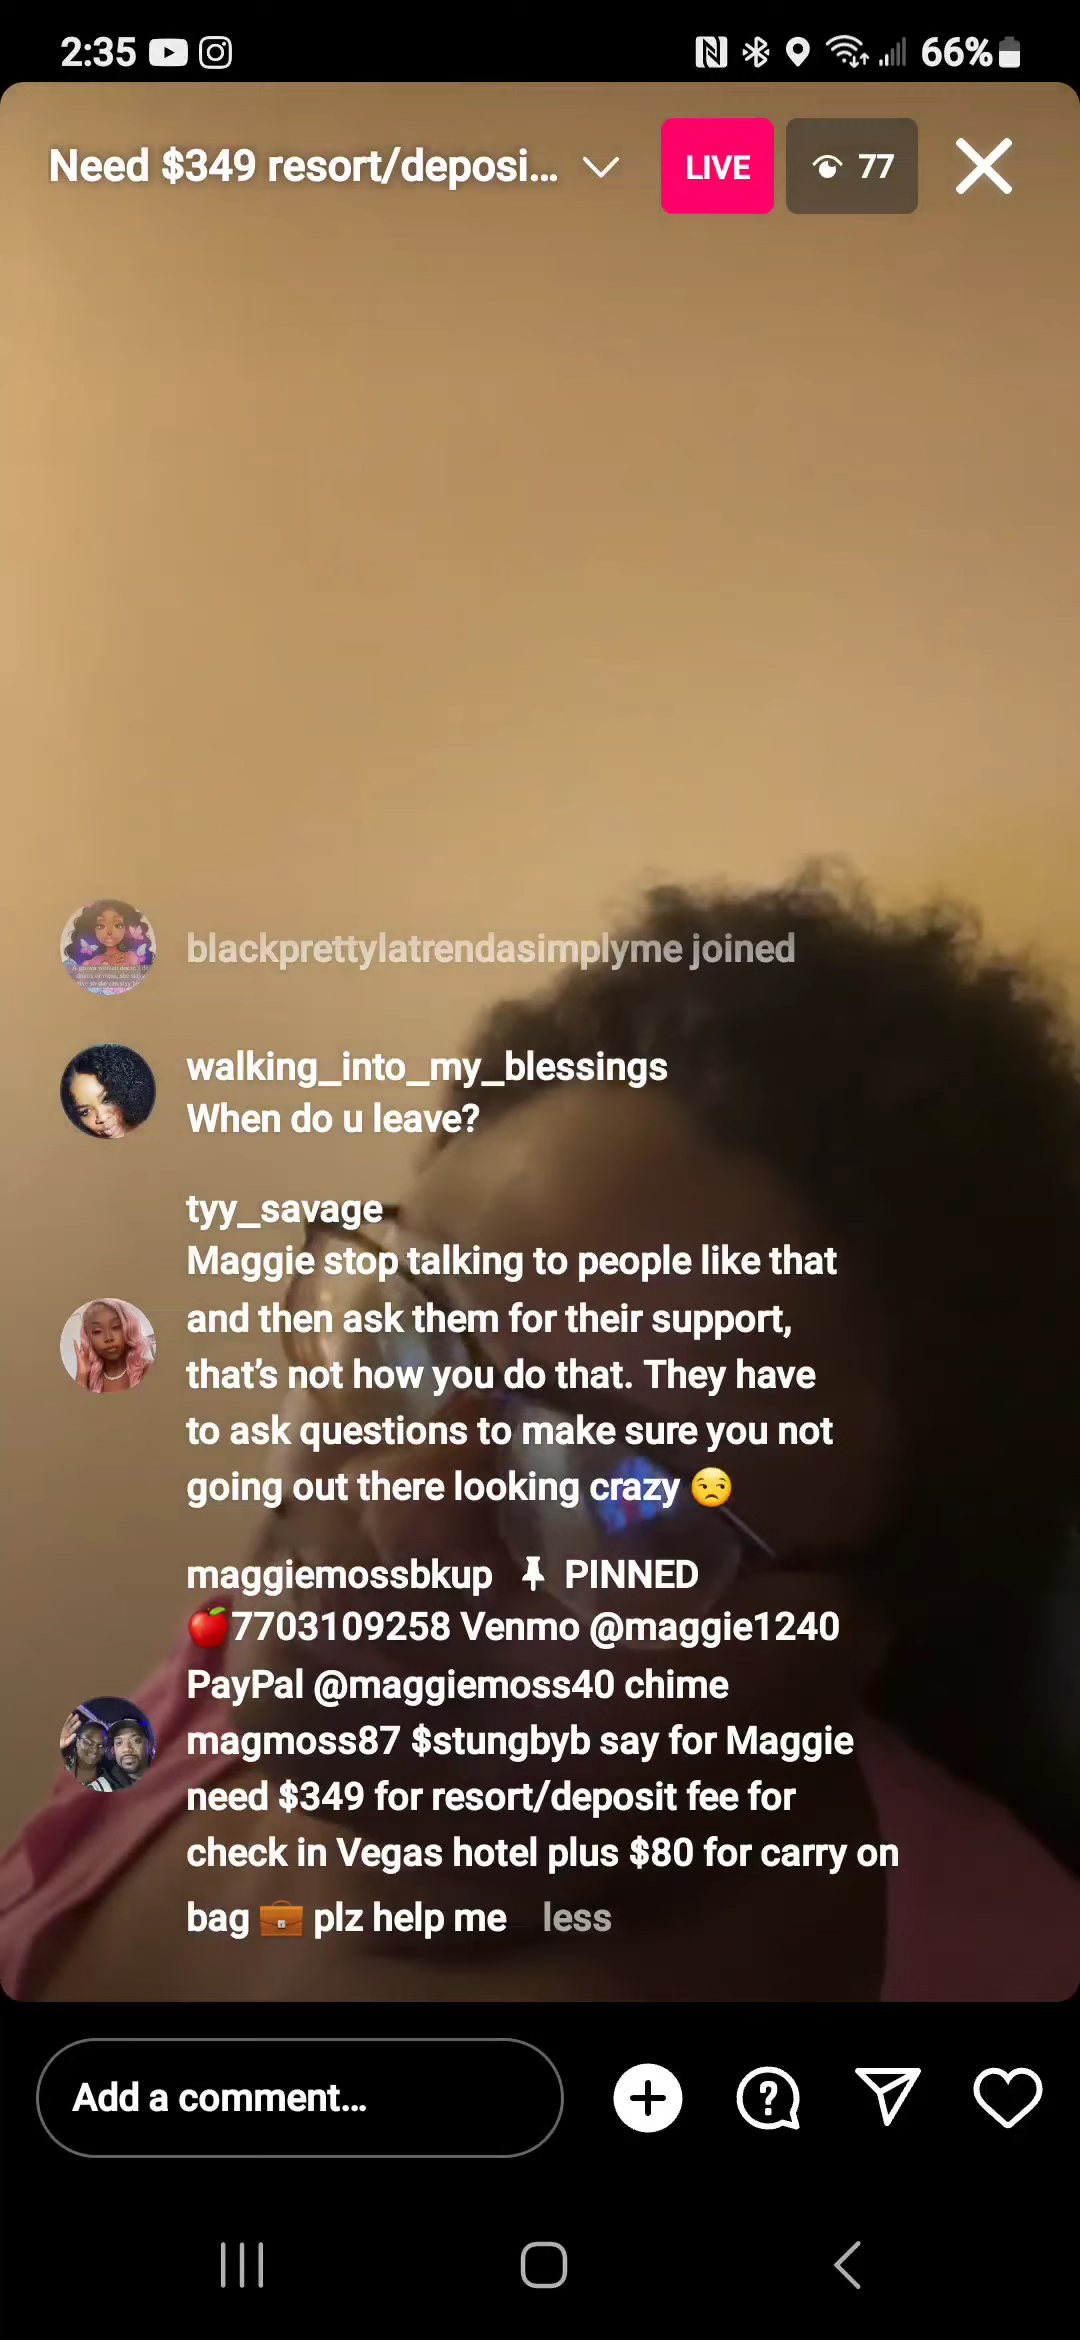 2:35 66%
Need $349 resort/deposi... LIVE 77
blackprettylatrendasimplyme joined
walking_into_my_blessings
When do u leave?
tyy_savage
Maggie stop talking to people like that
and then ask them for their support,
that's not how you do that. They have
to ask questions to make sure you not
going out there looking crazy 😒
maggiemossbkup 📌 PINNED
🍎7703109258 Venmo @maggie1240
PayPal @maggiemoss40 chime
magmoss87 $stungbyb say for Maggie
need $349 for resort/deposit fee for
check in Vegas hotel plus $80 for carry on
bag 💼 plz help me less
Add a comment...